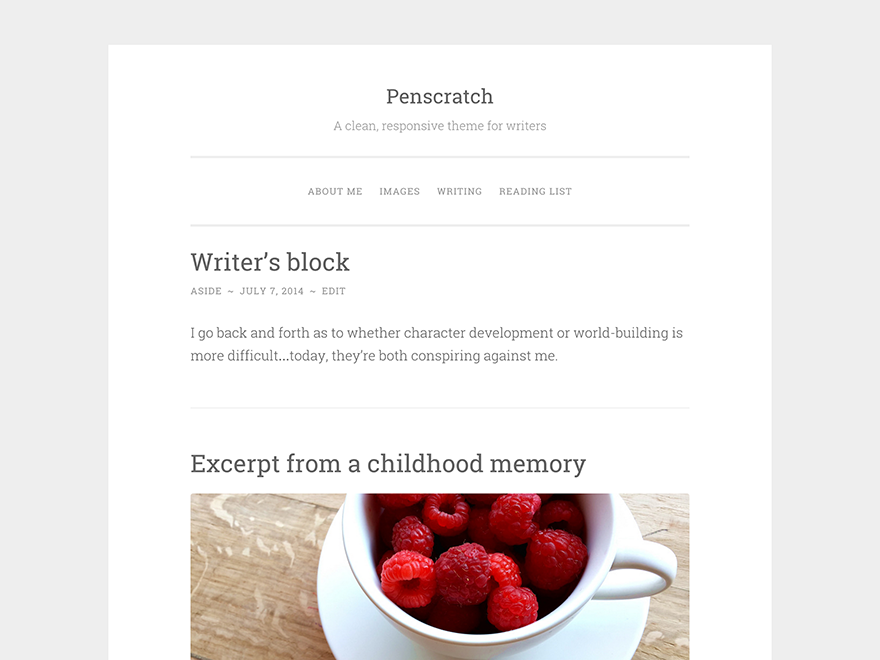 Penscratch
A clean, responsive theme for writers
ABOUT ME IMAGES WRITING READING LIST
Writer’s block
ASIDE ~ JULY 7, 2014 ~ EDIT
I go back and forth as to whether character development or world-building is
more difficult…today, they’re both conspiring against me.
Excerpt from a childhood memory